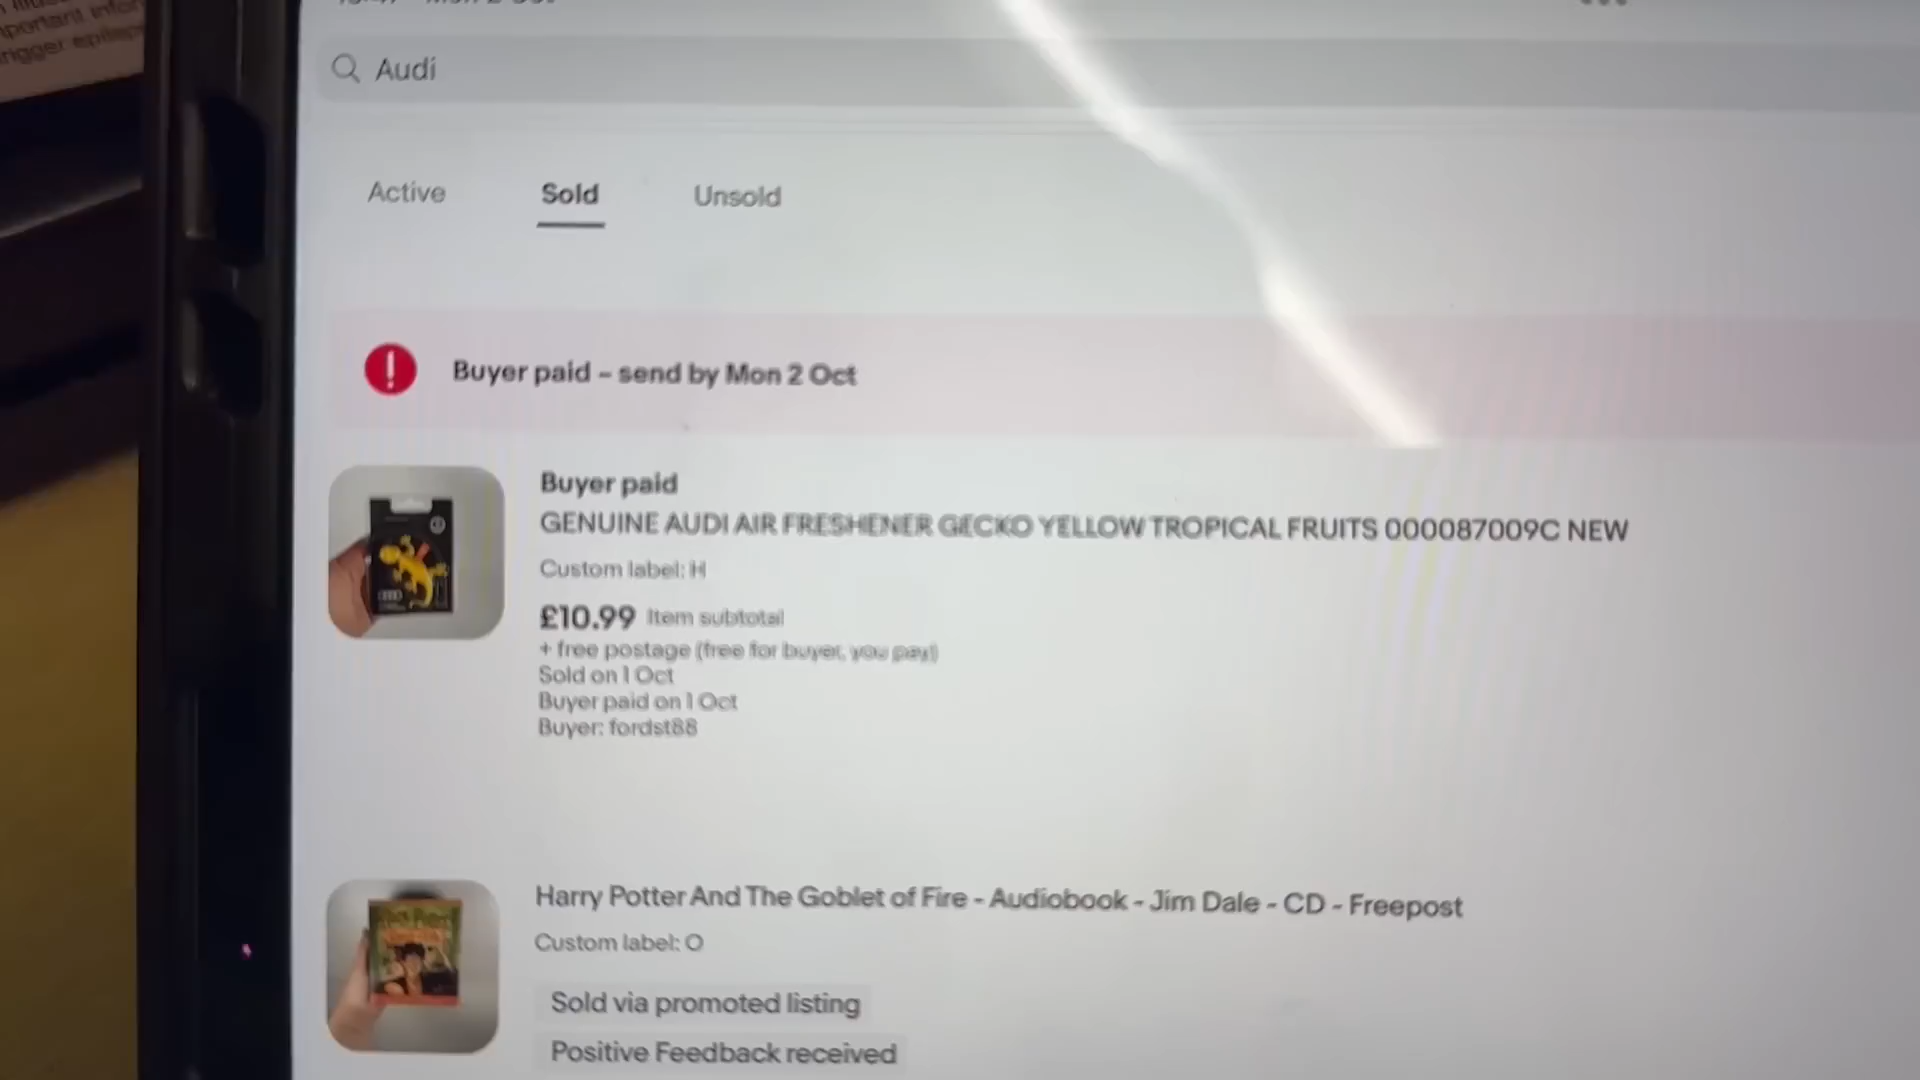 Audi
Active
Sold
Unsold
Buyer paid – send by Mon 2 Oct
Buyer paid
GENUINE AUDI AIR FRESHENER GECKO YELLOW TROPICAL FRUITS 000087009C NEW
Custom label: H
£10.99 Item subtotal
+ free postage (free for buyer, you pay)
Sold on 1 Oct
Buyer paid on 1 Oct
Buyer: fordst88
Harry Potter And The Goblet of Fire - Audiobook - Jim Dale - CD - Freepost
Custom label: O
Sold via promoted listing
Positive Feedback received